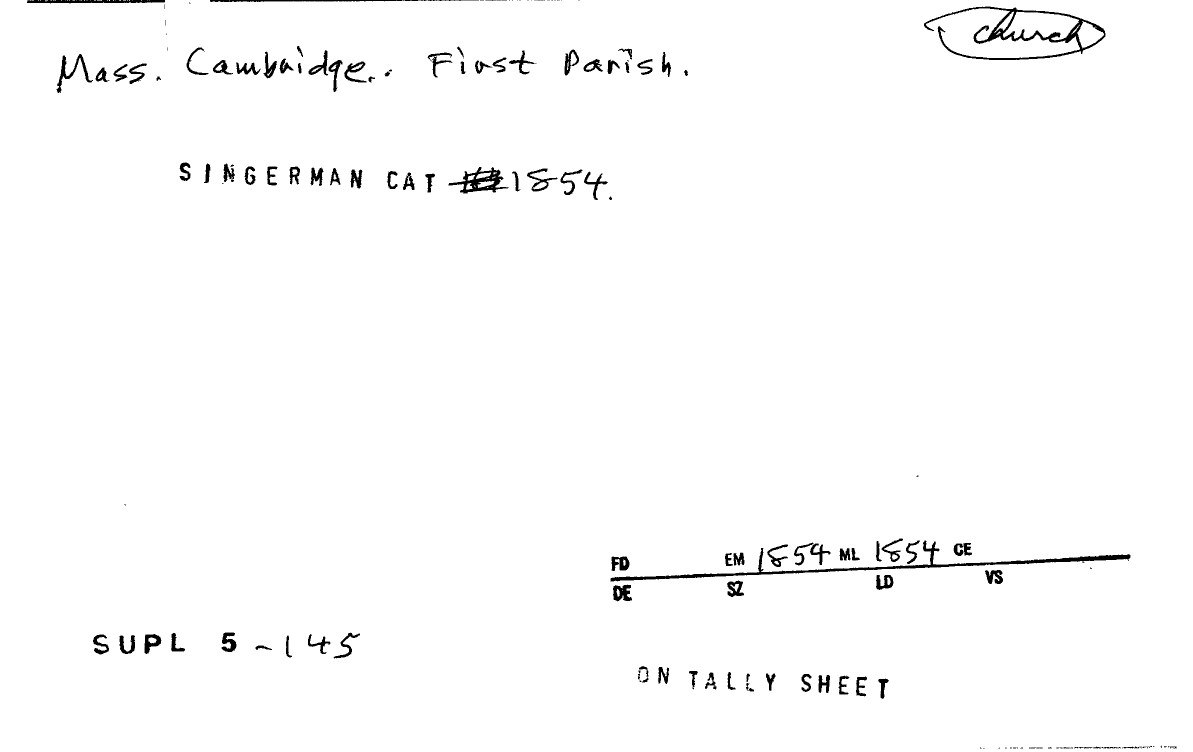 church
Mass. Cambridge.. First Parish.
SINGERMAN CAT 1854.
FD EM 1854 ML 1854 CE
DE SZ LD VS
SUPL 5-145
ON TALLY SHEET